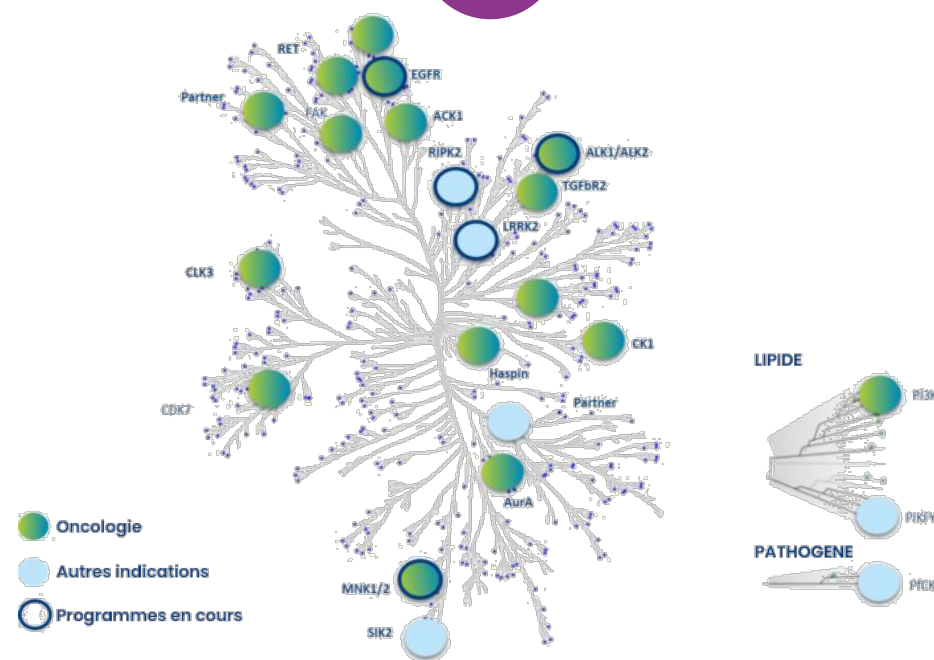 RET
EGFR
Partner
FAK
ACK1
RIPK2
ALK1/ALK2
TGFbR2
LRRK2
CLK3
CK1
Haspin
LIPIDE
CDK7
Partner
AurA
Oncologie
PATHOGENE
Autres indications
MNK1/2
Programmes en cours
SIK2